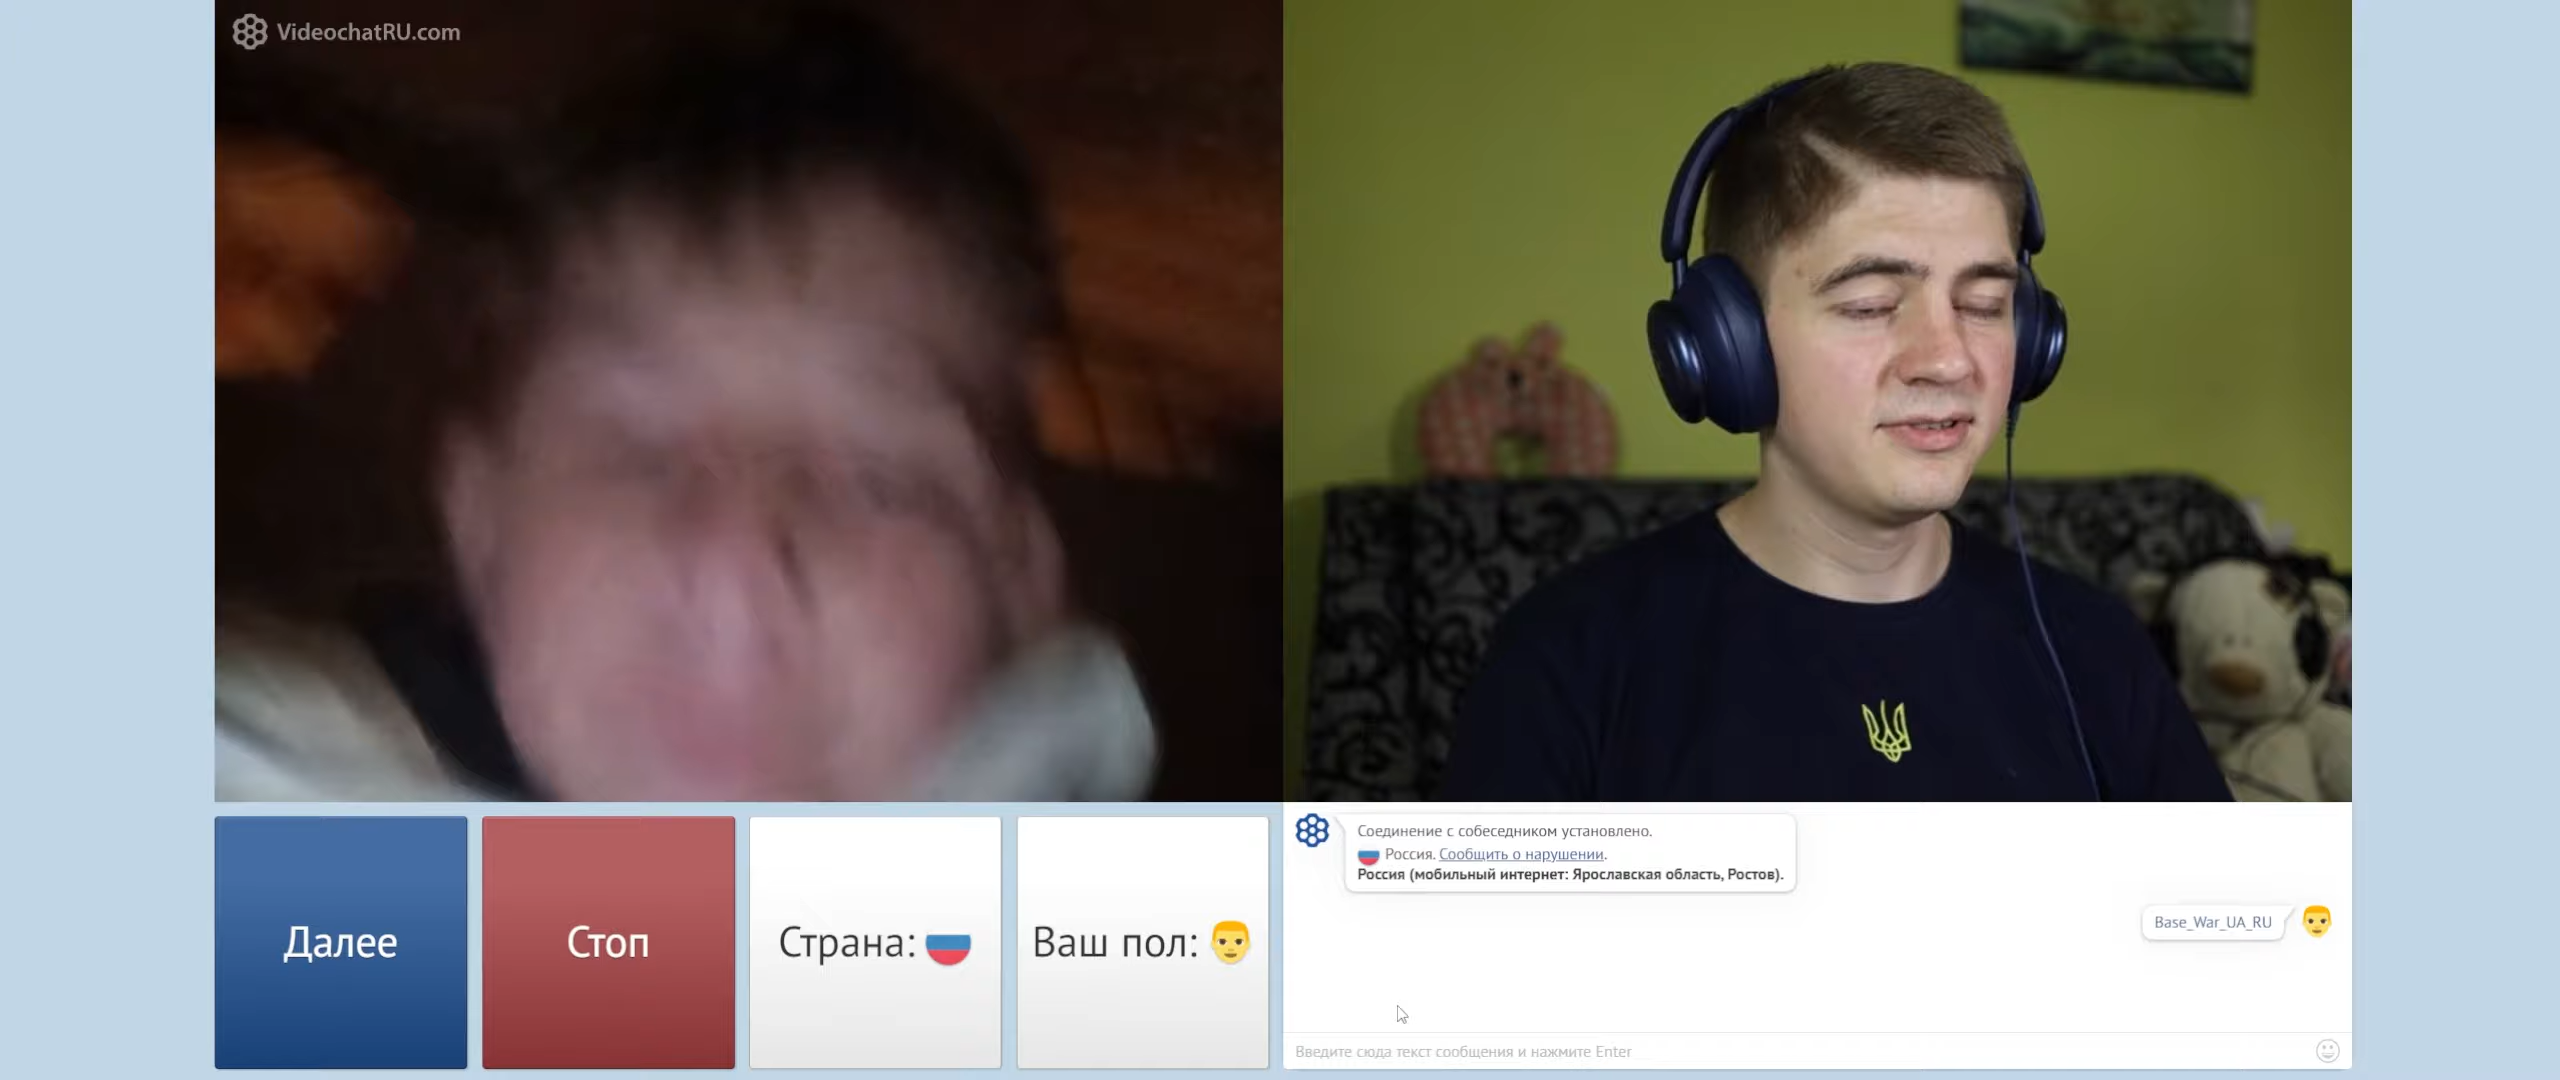 VideochatRU.com
Соединение с собеседником установлено.
Россия. Сообщить о нарушении.
Россия (мобильный интернет: Ярославская область, Ростов).
Base_War_UA_RU
Далее
Стоп
Страна:
Ваш пол:
Введите сюда текст сообщения и нажмите Enter